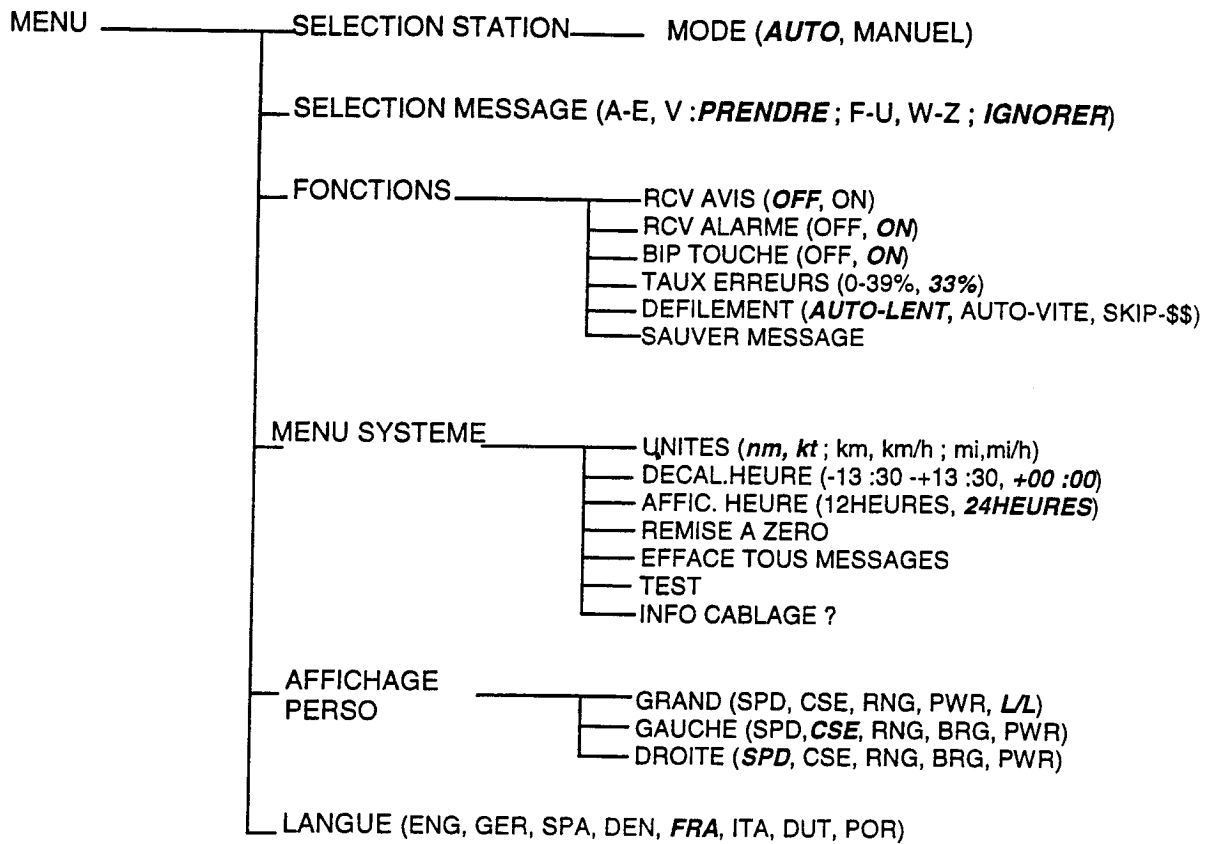 MENU SELECTION STATION MODE (AUTO, MANUEL)
SELECTION MESSAGE (A-E, V :PRENDRE ; F-U, W-Z ; IGNORER)
FONCTIONS
RCV AVIS (OFF, ON)
RCV ALARME (OFF, ON)
BIP TOUCHE (OFF, ON)
TAUX ERREURS (0-39%, 33%)
DEFILEMENT (AUTO-LENT, AUTO-VITE, SKIP-$$)
SAUVER MESSAGE
MENU SYSTEME
UNITES (nm, kt ; km, km/h ; mi,mi/h)
DECAL.HEURE (-13 :30 -+13 :30, +00 :00)
AFFIC. HEURE (12HEURES, 24HEURES)
REMISE A ZERO
EFFACE TOUS MESSAGES
TEST
INFO CABLAGE ?
AFFICHAGE
PERSO
GRAND (SPD, CSE, RNG, PWR, L/L)
GAUCHE (SPD,CSE, RNG, BRG, PWR)
DROITE (SPD, CSE, RNG, BRG, PWR)
LANGUE (ENG, GER, SPA, DEN, FRA, ITA, DUT, POR)